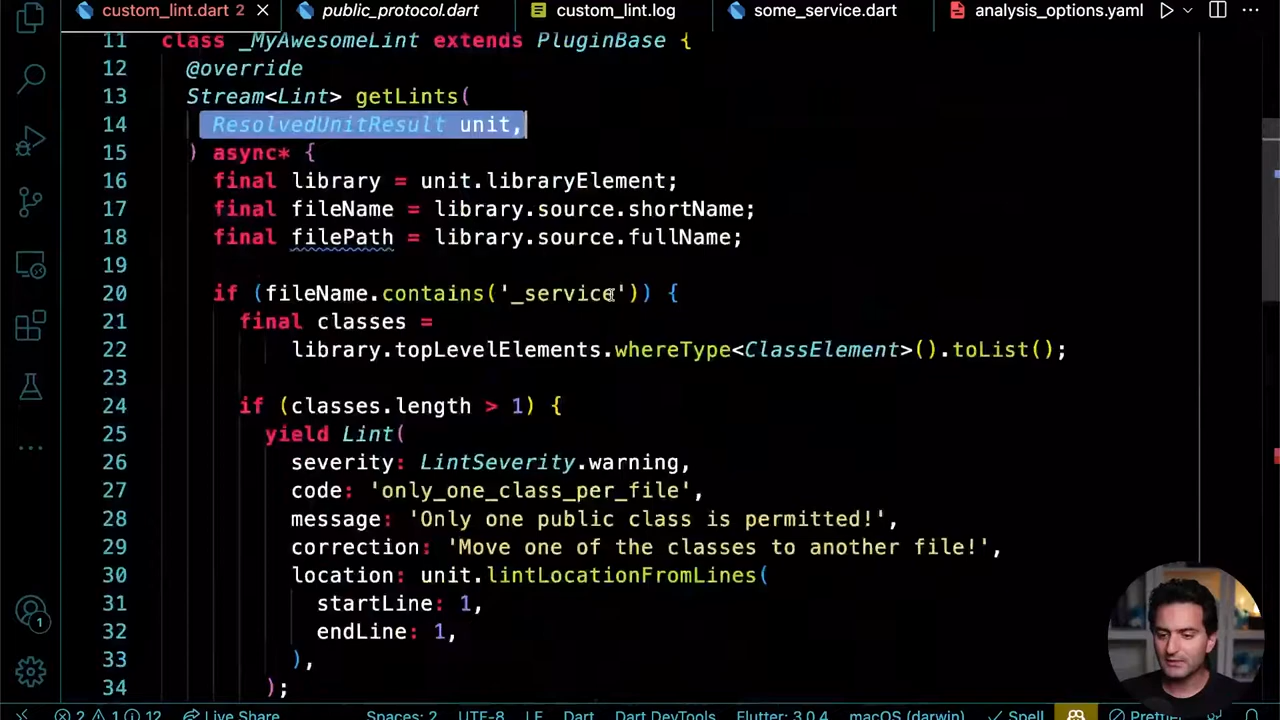 custom_lint.dart 2
public_protocol.dart
custom_lint.log
some_service.dart
analysis_options.yaml
11 class _MyAwesomeLint extends PluginBase {
12 @override
13 Stream<Lint> getLints(
14 ResolvedUnitResult unit,
15 ) async* {
16 final library = unit.libraryElement;
17 final fileName = library.source.shortName;
18 final filePath = library.source.fullName;
19
20 if (fileName.contains('_service')) {
21 final classes =
22 library.topLevelElements.whereType<ClassElement>().toList();
23
24 if (classes.length > 1) {
25 yield Lint(
26 severity: LintSeverity.warning,
27 code: 'only_one_class_per_file',
28 message: 'Only one public class is permitted!',
29 correction: 'Move one of the classes to another file!',
30 location: unit.lintLocationFromLines(
31 startLine: 1,
32 endLine: 1,
33 ),
34 );
1
2 1 12 Live Share Spaces: 2 UTF-8 LF Dart Dart DevTools Flutter: 3.0.4 macOS (darwin) Spell